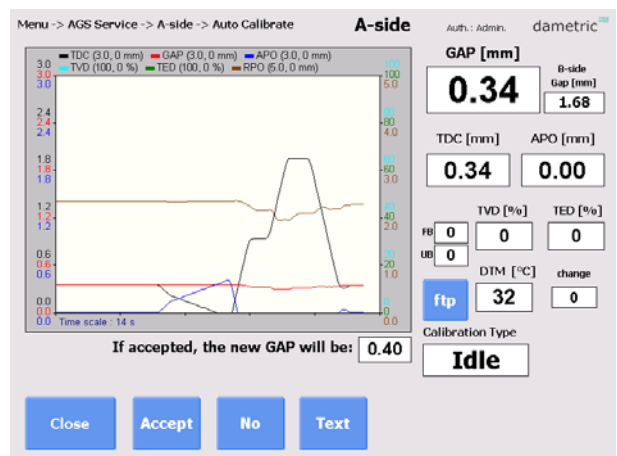 Menu -> AGS Service -> A-side -> Auto Calibrate A-side Auth.: Admin. dametric
TDC (3.0, 0 mm) GAP (3.0, 0 mm) APO (3.0, 0 mm)
TVD (100, 0 %) TED (100, 0 %) RPO (5.0, 0 mm)
3.0
3.0
3.0
2.4
2.4
2.4
1.8
1.8
1.8
1.2
1.2
1.2
0.6
0.6
0.6
0.0
0.0
0.0
100
100
5.0
80
80
4.0
60
60
3.0
40
40
2.0
20
20
1.0
0
0
0.0
Time scale : 14 s
If accepted, the new GAP will be: 0.40
GAP [mm]
0.34
B-side
Gap [mm]
1.68
TDC [mm] APO [mm]
0.34 0.00
TVD [%] TED [%]
FB 0 0 0
UB 0
DTM [°C] change
ftp 32 0
Calibration Type
Idle
Close Accept No Text